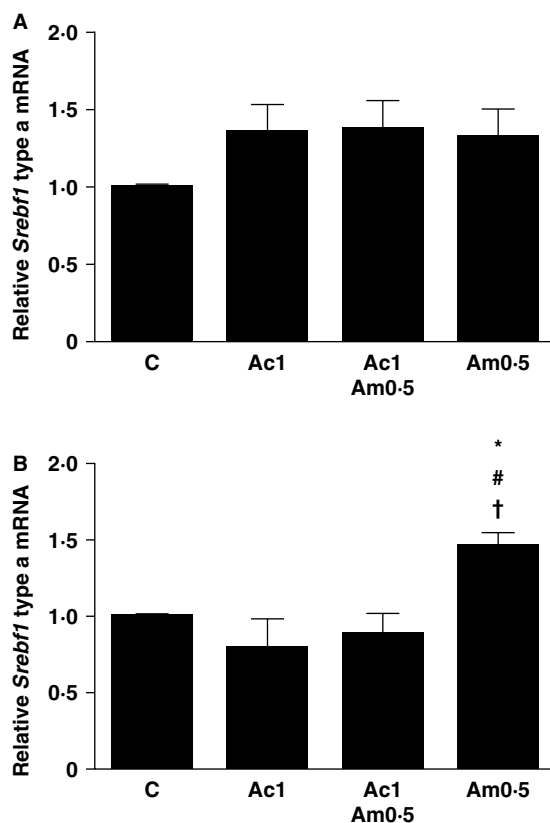 A
Relative Srebf1 type a mRNA
2·0
1·5
1·0
0·5
0
C
Ac1
Ac1
Am0·5
Am0·5
B
Relative Srebf1 type a mRNA
2·0
1·5
1·0
0·5
0
*
#
†
C
Ac1
Ac1
Am0·5
Am0·5